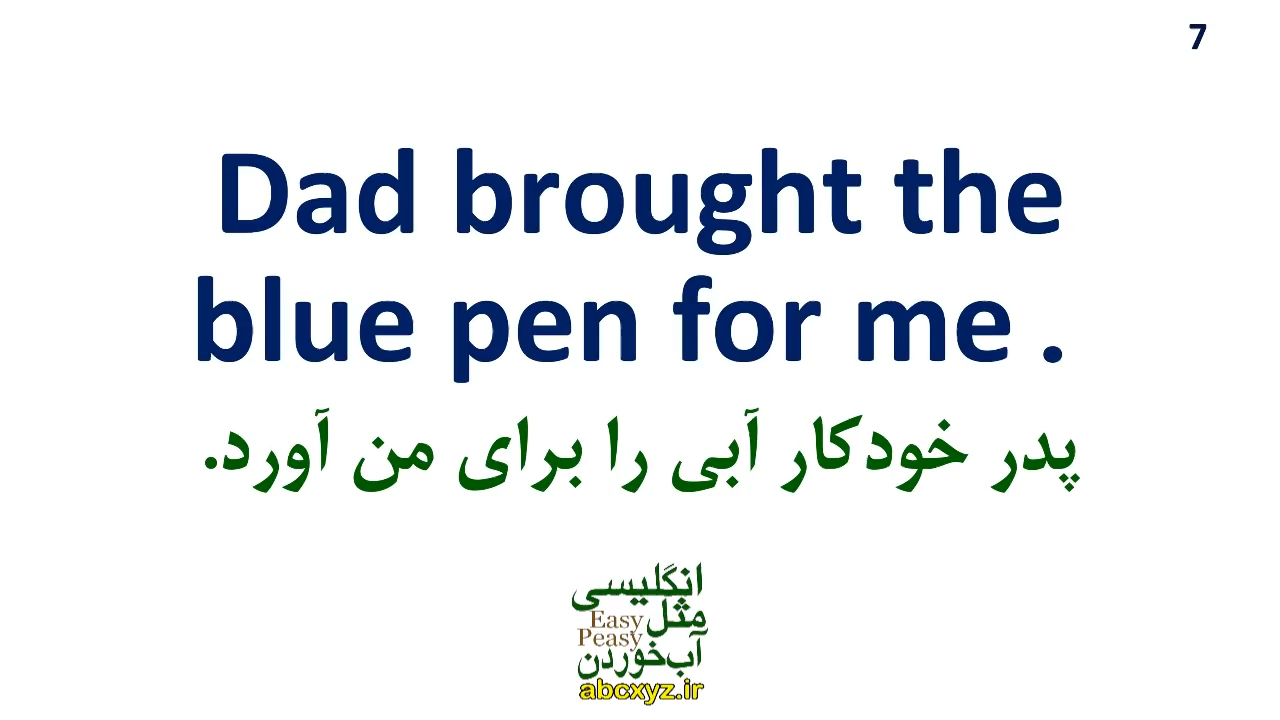 7
Dad brought the
blue pen for me .
پدر خودکار آبی را برای من آورد.
انگلیسی
مثل
Easy
Peasy
آب‌خوردن
abcxyz.ir